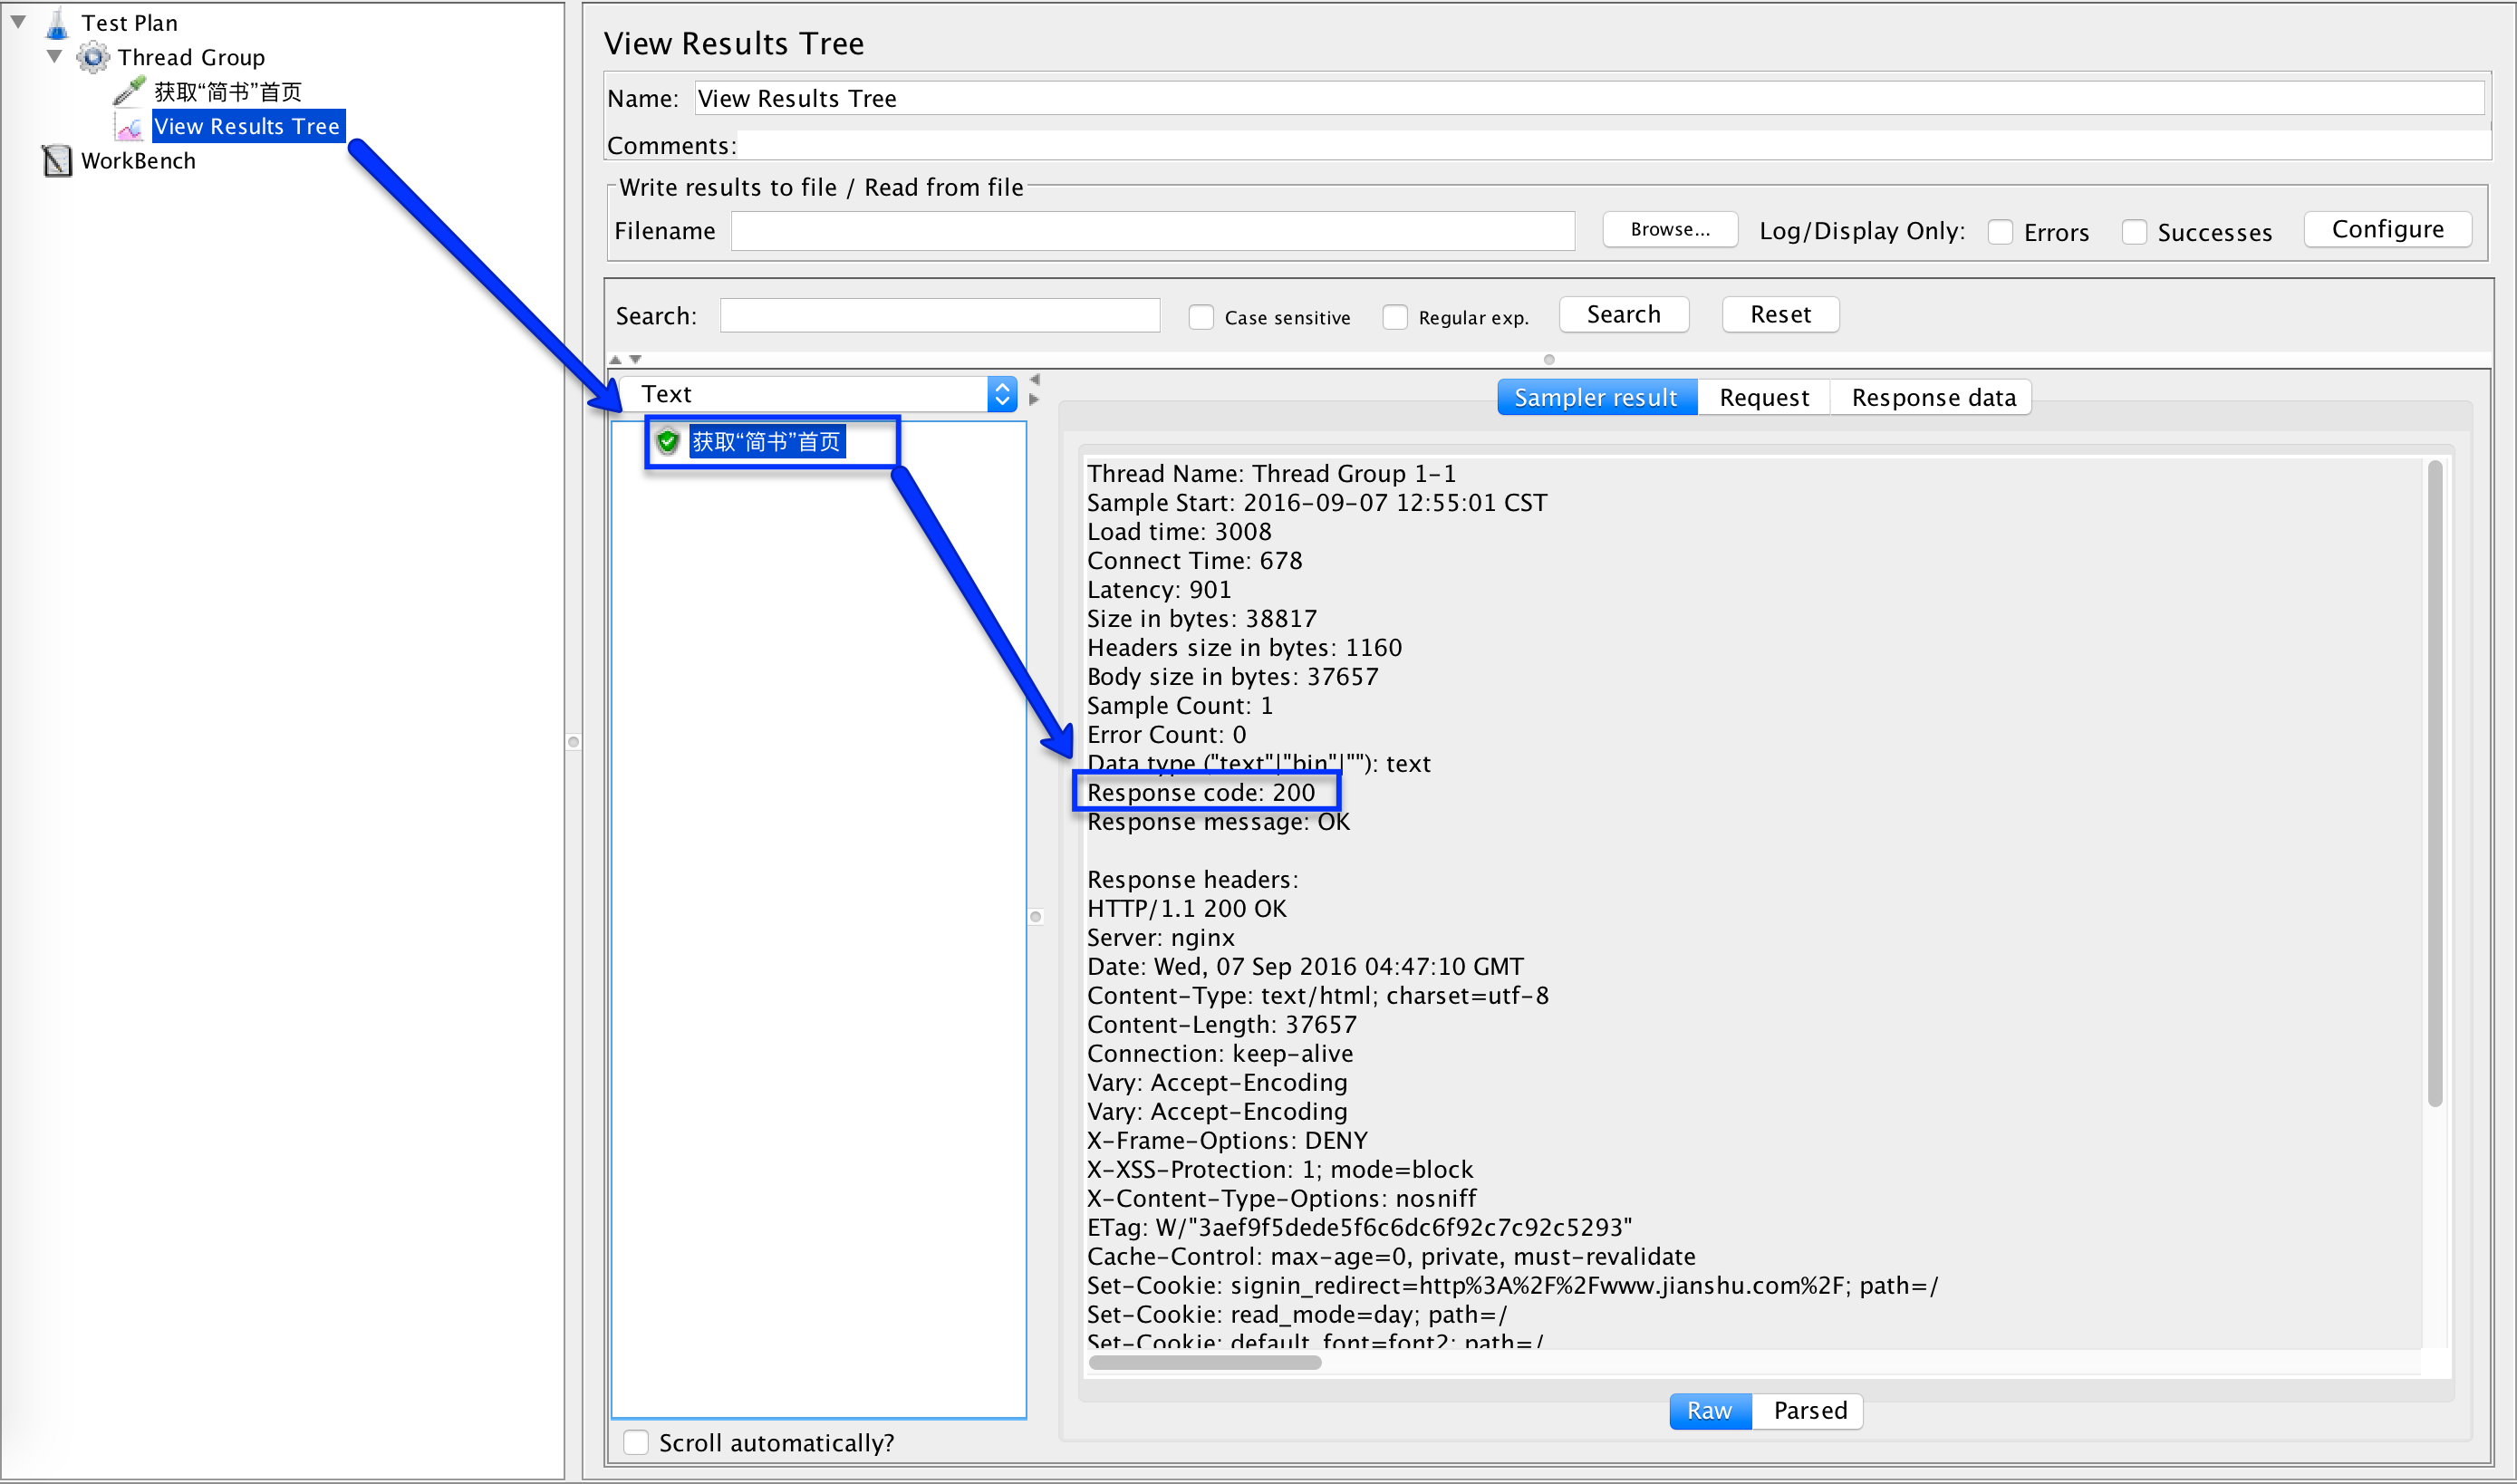 Test Plan
Thread Group
获取“简书”首页
View Results Tree
WorkBench
View Results Tree
Name: View Results Tree
Comments:
Write results to file / Read from file
Filename Browse... Log/Display Only: Errors Successes Configure
Search: Case sensitive Regular exp. Search Reset
Text
获取“简书”首页
Scroll automatically?
Sampler result Request Response data
Thread Name: Thread Group 1-1
Sample Start: 2016-09-07 12:55:01 CST
Load time: 3008
Connect Time: 678
Latency: 901
Size in bytes: 38817
Headers size in bytes: 1160
Body size in bytes: 37657
Sample Count: 1
Error Count: 0
Data type ("text"|"bin"|""): text
Response code: 200
Response message: OK
Response headers:
HTTP/1.1 200 OK
Server: nginx
Date: Wed, 07 Sep 2016 04:47:10 GMT
Content-Type: text/html; charset=utf-8
Content-Length: 37657
Connection: keep-alive
Vary: Accept-Encoding
Vary: Accept-Encoding
X-Frame-Options: DENY
X-XSS-Protection: 1; mode=block
X-Content-Type-Options: nosniff
ETag: W/"3aef9f5dede5f6c6dc6f92c7c92c5293"
Cache-Control: max-age=0, private, must-revalidate
Set-Cookie: signin_redirect=http%3A%2F%2Fwww.jianshu.com%2F; path=/
Set-Cookie: read_mode=day; path=/
Set-Cookie: default_font=font2; path=/
Raw Parsed